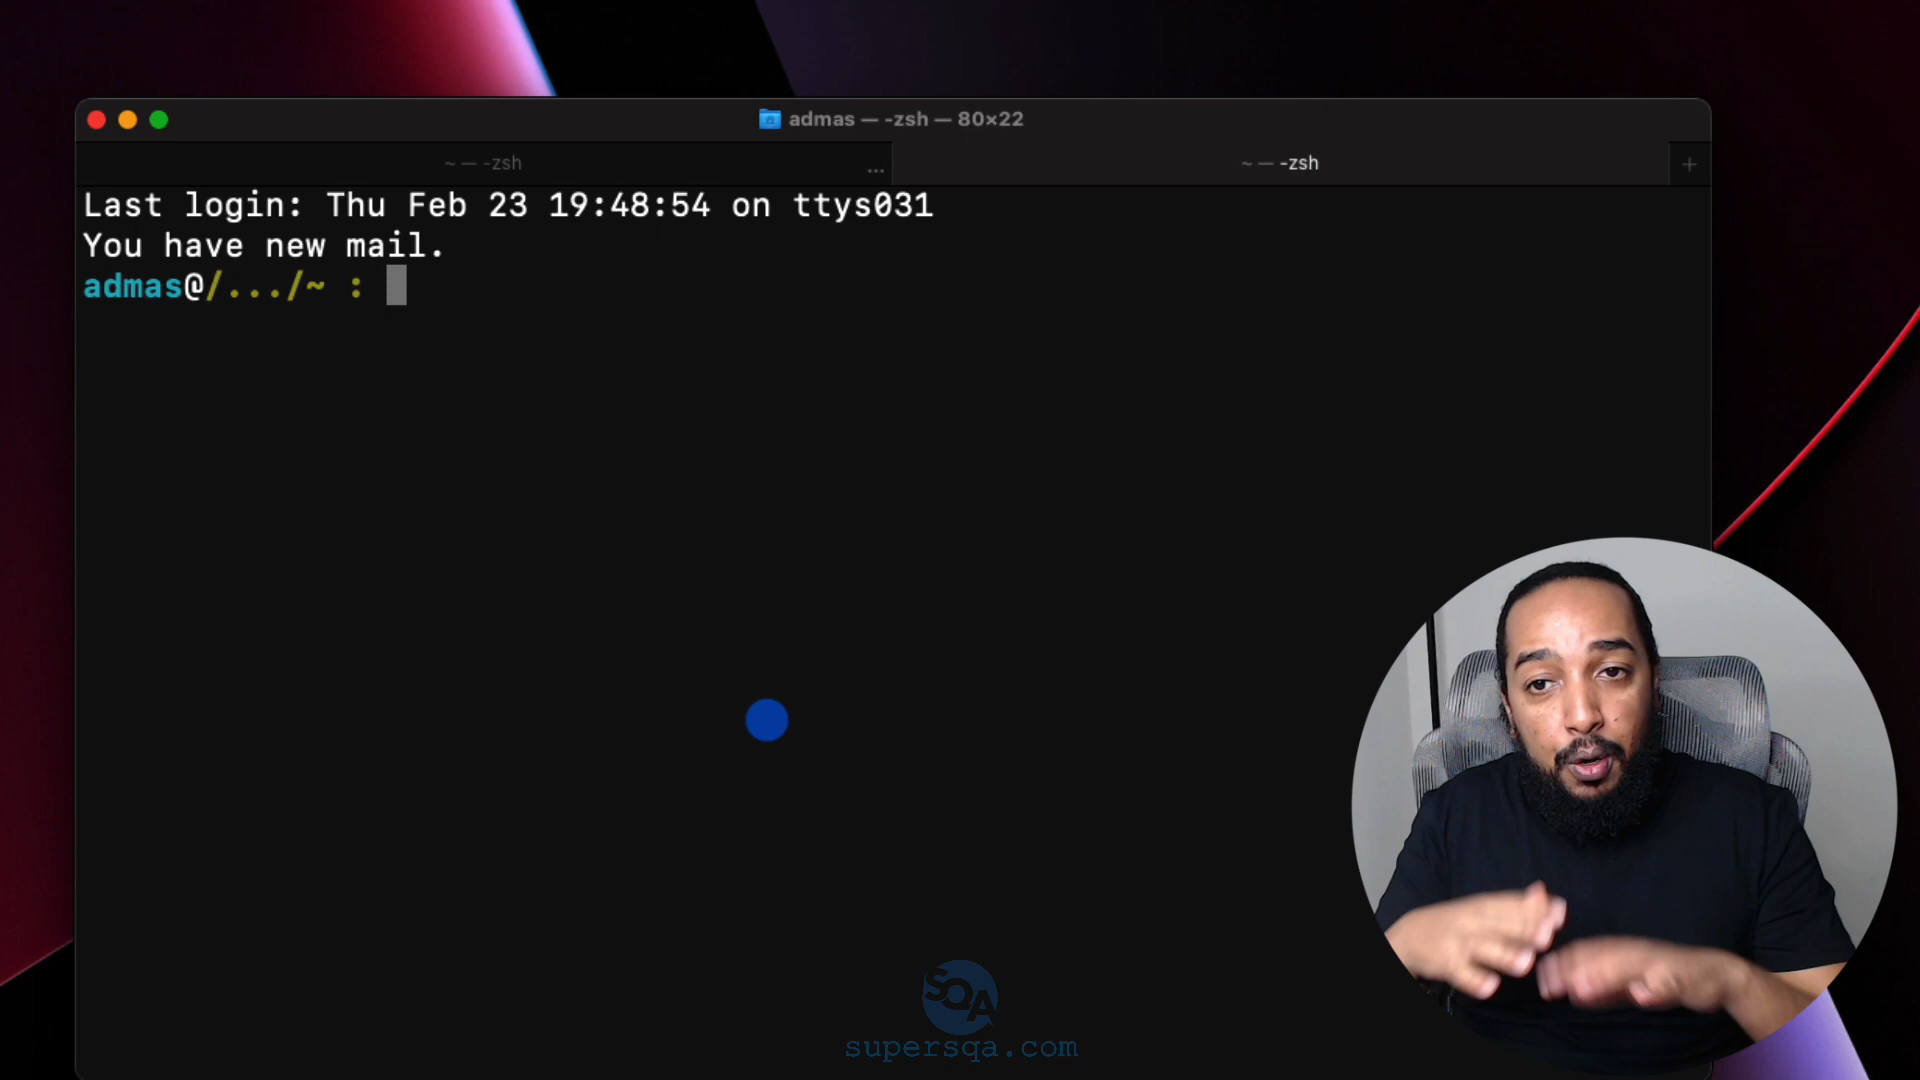 admas — -zsh — 80×22
~ — -zsh
...
~ — -zsh
+
Last login: Thu Feb 23 19:48:54 on ttys031
You have new mail.
admas@/.../~ :
SQA
supersqa.com